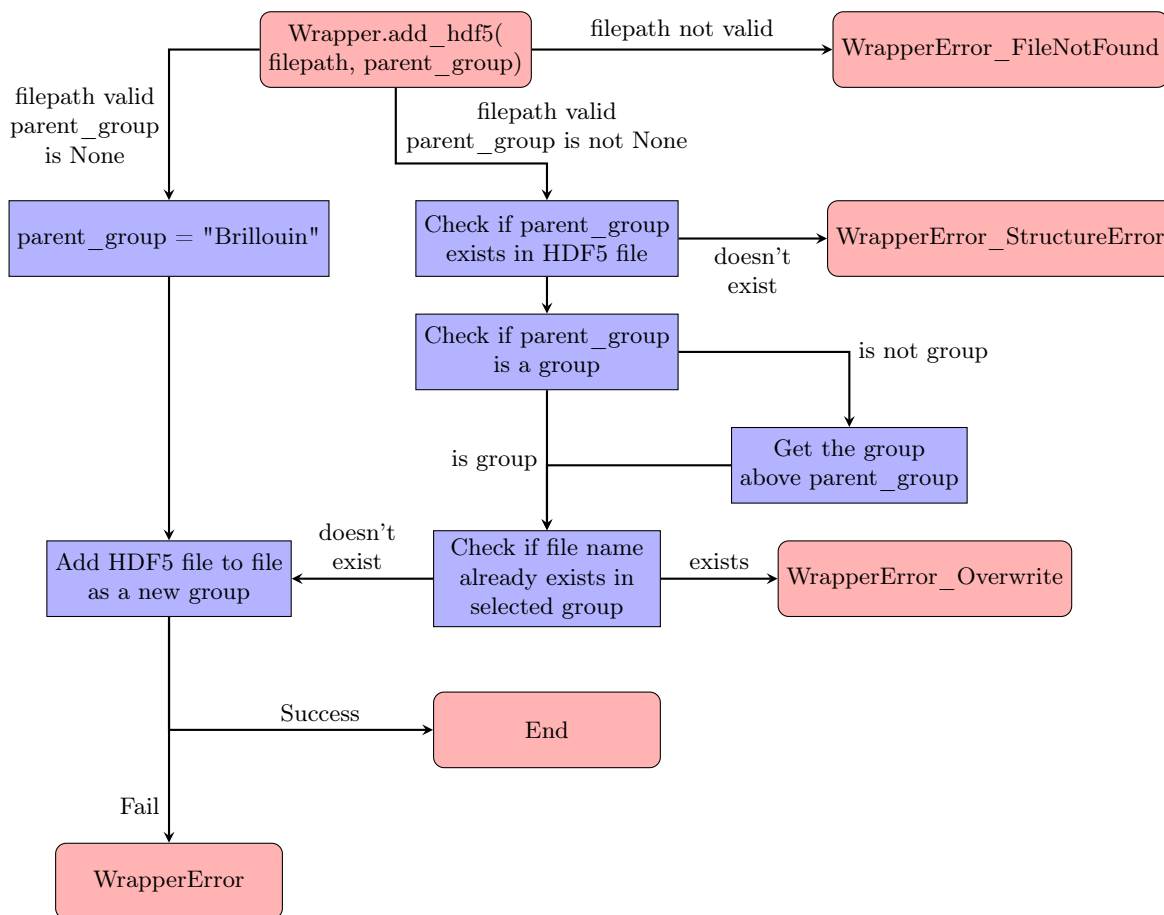 Wrapper.add_hdf5(
filepath, parent_group)
filepath not valid
WrapperError_FileNotFound
filepath valid
parent_group
is None
filepath valid
parent_group is not None
parent_group = "Brillouin"
Check if parent_group
exists in HDF5 file
doesn't
exist
WrapperError_StructureError
Check if parent_group
is a group
is not group
is group
Get the group
above parent_group
Add HDF5 file to file
as a new group
doesn't
exist
Check if file name
already exists in
selected group
exists
WrapperError_Overwrite
Success
End
Fail
WrapperError